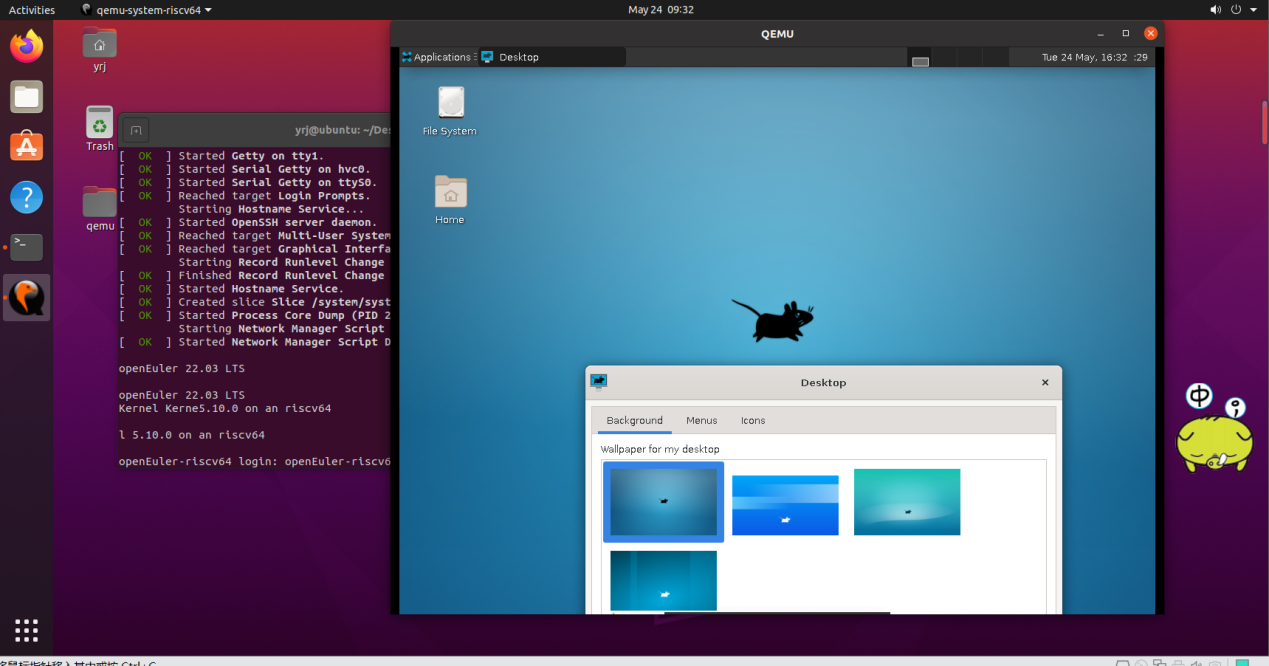 Activities
qemu-system-riscv64
May 24 09:32
yrj
Trash
qemu
yrj@ubuntu: ~/Des
[ OK ] Started Getty on tty1.
[ OK ] Started Serial Getty on hvc0.
[ OK ] Started Serial Getty on ttyS0.
[ OK ] Reached target Login Prompts.
Starting Hostname Service...
[ OK ] Started OpenSSH server daemon.
[ OK ] Reached target Multi-User System
[ OK ] Reached target Graphical Interfa
Starting Record Runlevel Change
[ OK ] Finished Record Runlevel Change
[ OK ] Started Hostname Service.
[ OK ] Created slice Slice /system/syst
[ OK ] Started Process Core Dump (PID 2
Starting Network Manager Script
[ OK ] Started Network Manager Script D
openEuler 22.03 LTS
openEuler 22.03 LTS
Kernel Kerne5.10.0 on an riscv64
l 5.10.0 on an riscv64
openEuler-riscv64 login: openEuler-riscv6
QEMU
Applications
Desktop
Tue 24 May, 16:32 :29
File System
Home
Desktop
Background Menus Icons
Wallpaper for my desktop
中
Ctrl+G